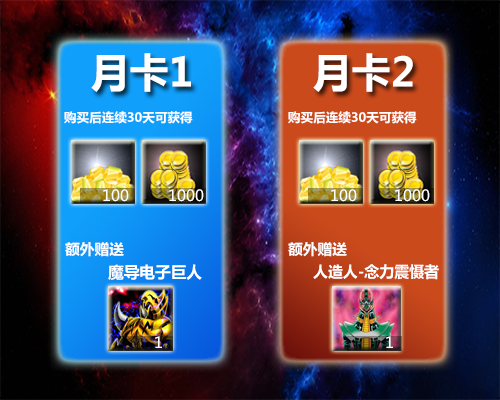 月卡1
购买后连续30天可获得
100
1000
额外赠送
魔导电子巨人
1
月卡2
购买后连续30天可获得
100
1000
额外赠送
人造人-念力震慑者
1